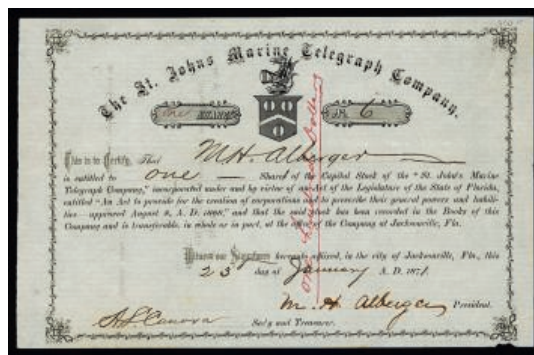 The St. Johns Marine Telegraph Company.
One SHARE
No. 6
This is to Certify, That M. H. Alberger
is entitled to one Share of the Capital Stock of the "St. John's Marine
Telegraph Company," incorporated under and by virtue of an Act of the Legislature of the State of Florida,
entitled "An Act to provide for the creation of corporations and to prescribe their general powers and liabili-
ties—approved August 8, A. D. 1868," and that the said stock has been recorded in the Books of this
Company and is transferable, in whole or in part, at the office of the Company at Jacksonville, Fla.
One Hundred Dollars
Witness our Signatures hereunto affixed, in the city of Jacksonville, Fla., this
23 day of January A. D. 1871.
M. H. Alberger President.
A S Canova Sec'y and Treasurer.